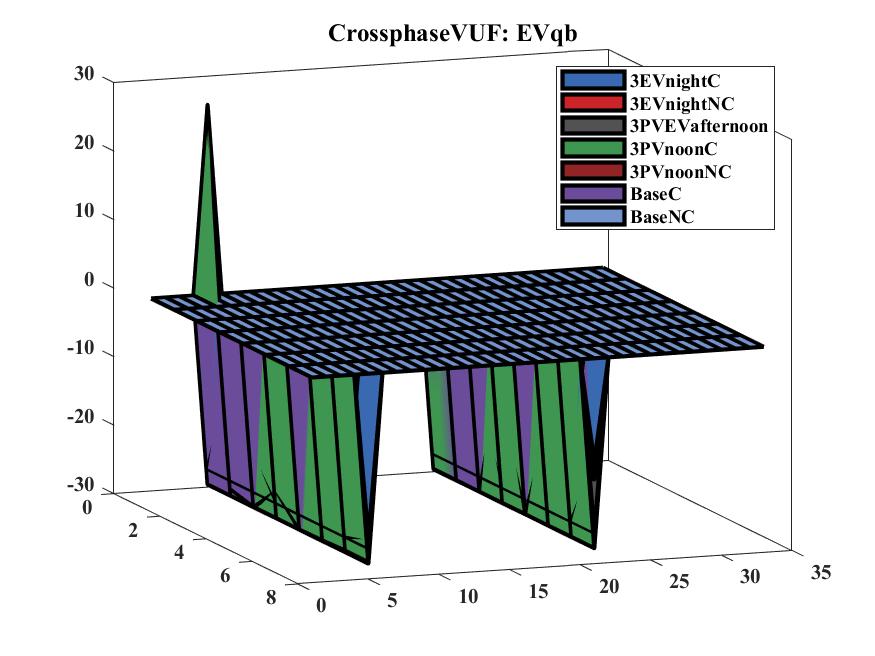 CrossphaseVUF: EVqb
3EVnightC
3EVnightNC
3PVEVafternoon
3PVnoonC
3PVnoonNC
BaseC
BaseNC
30
20
10
0
-10
-20
-30
0
2
4
6
8
0
5
10
15
20
25
30
35